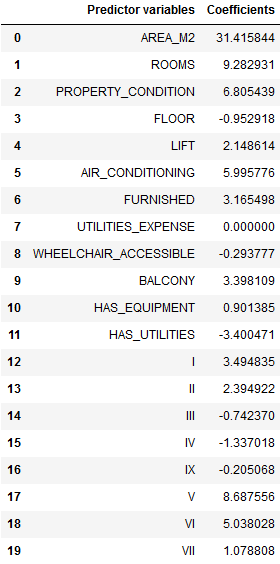 Predictor variables Coefficients
0 AREA_M2 31.415844
1 ROOMS 9.282931
2 PROPERTY_CONDITION 6.805439
3 FLOOR -0.952918
4 LIFT 2.148614
5 AIR_CONDITIONING 5.995776
6 FURNISHED 3.165498
7 UTILITIES_EXPENSE 0.000000
8 WHEELCHAIR_ACCESSIBLE -0.293777
9 BALCONY 3.398109
10 HAS_EQUIPMENT 0.901385
11 HAS_UTILITIES -3.400471
12 I 3.494835
13 II 2.394922
14 III -0.742370
15 IV -1.337018
16 IX -0.205068
17 V 8.687556
18 VI 5.038028
19 VII 1.078808